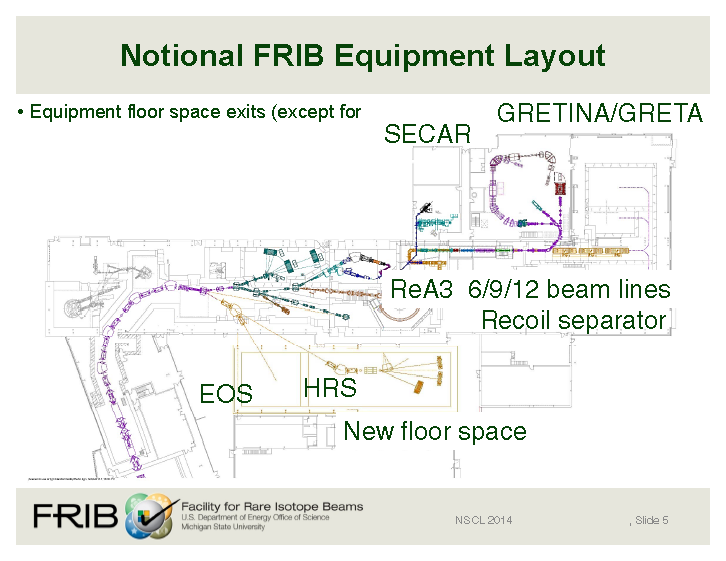 Notional FRIB Equipment Layout
• Equipment floor space exits (except for
GRETINA/GRETA
SECAR
ReA3 6/9/12 beam lines
Recoil separator
EOS
HRS
New floor space
FRIB
Facility for Rare Isotope Beams
U.S. Department of Energy Office of Science
Michigan State University
NSCL 2014
, Slide 5